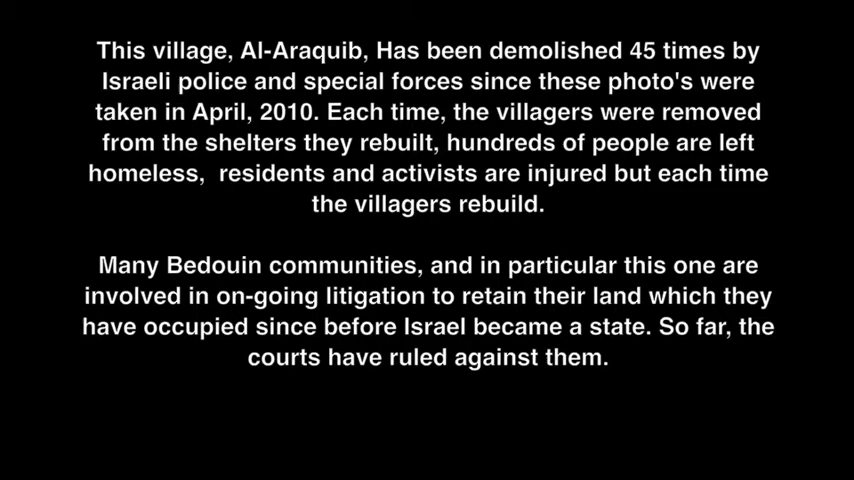 This village, Al-Araquib, Has been demolished 45 times by
Israeli police and special forces since these photo's were
taken in April, 2010. Each time, the villagers were removed
from the shelters they rebuilt, hundreds of people are left
homeless,  residents and activists are injured but each time
the villagers rebuild.
Many Bedouin communities, and in particular this one are
involved in on-going litigation to retain their land which they
have occupied since before Israel became a state. So far, the
courts have ruled against them.